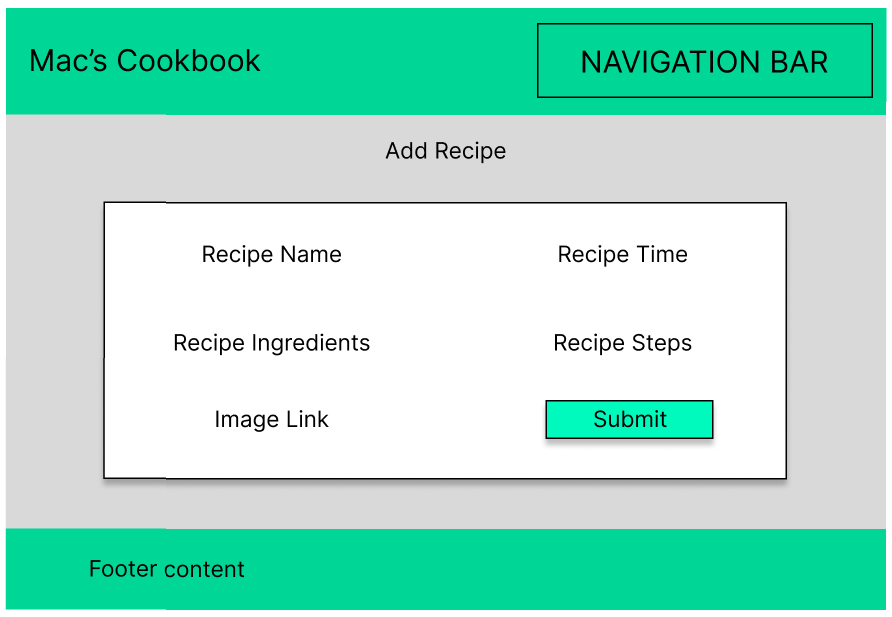 Mac’s Cookbook
NAVIGATION BAR
Add Recipe
Recipe Name
Recipe Time
Recipe Ingredients
Recipe Steps
Image Link
Submit
Footer content